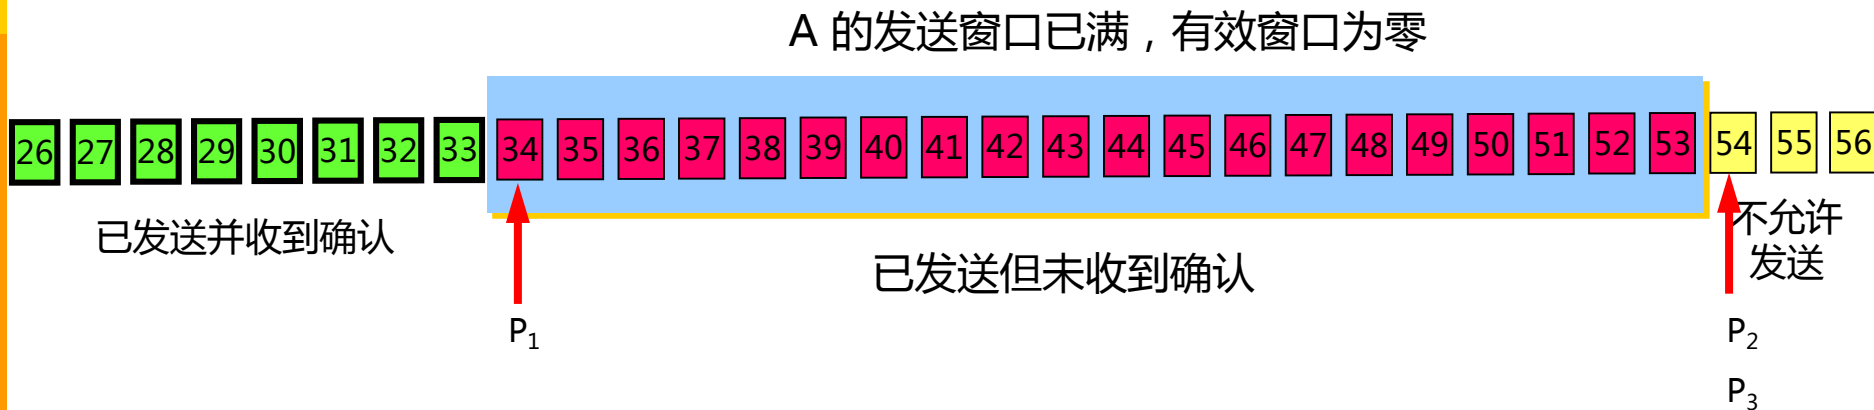 A 的发送窗口已满，有效窗口为零
26 27 28 29 30 31 32 33 34 35 36 37 38 39 40 41 42 43 44 45 46 47 48 49 50 51 52 53 54 55 56
已发送并收到确认
已发送但未收到确认
不允许
发送
P₁
P₂
P₃